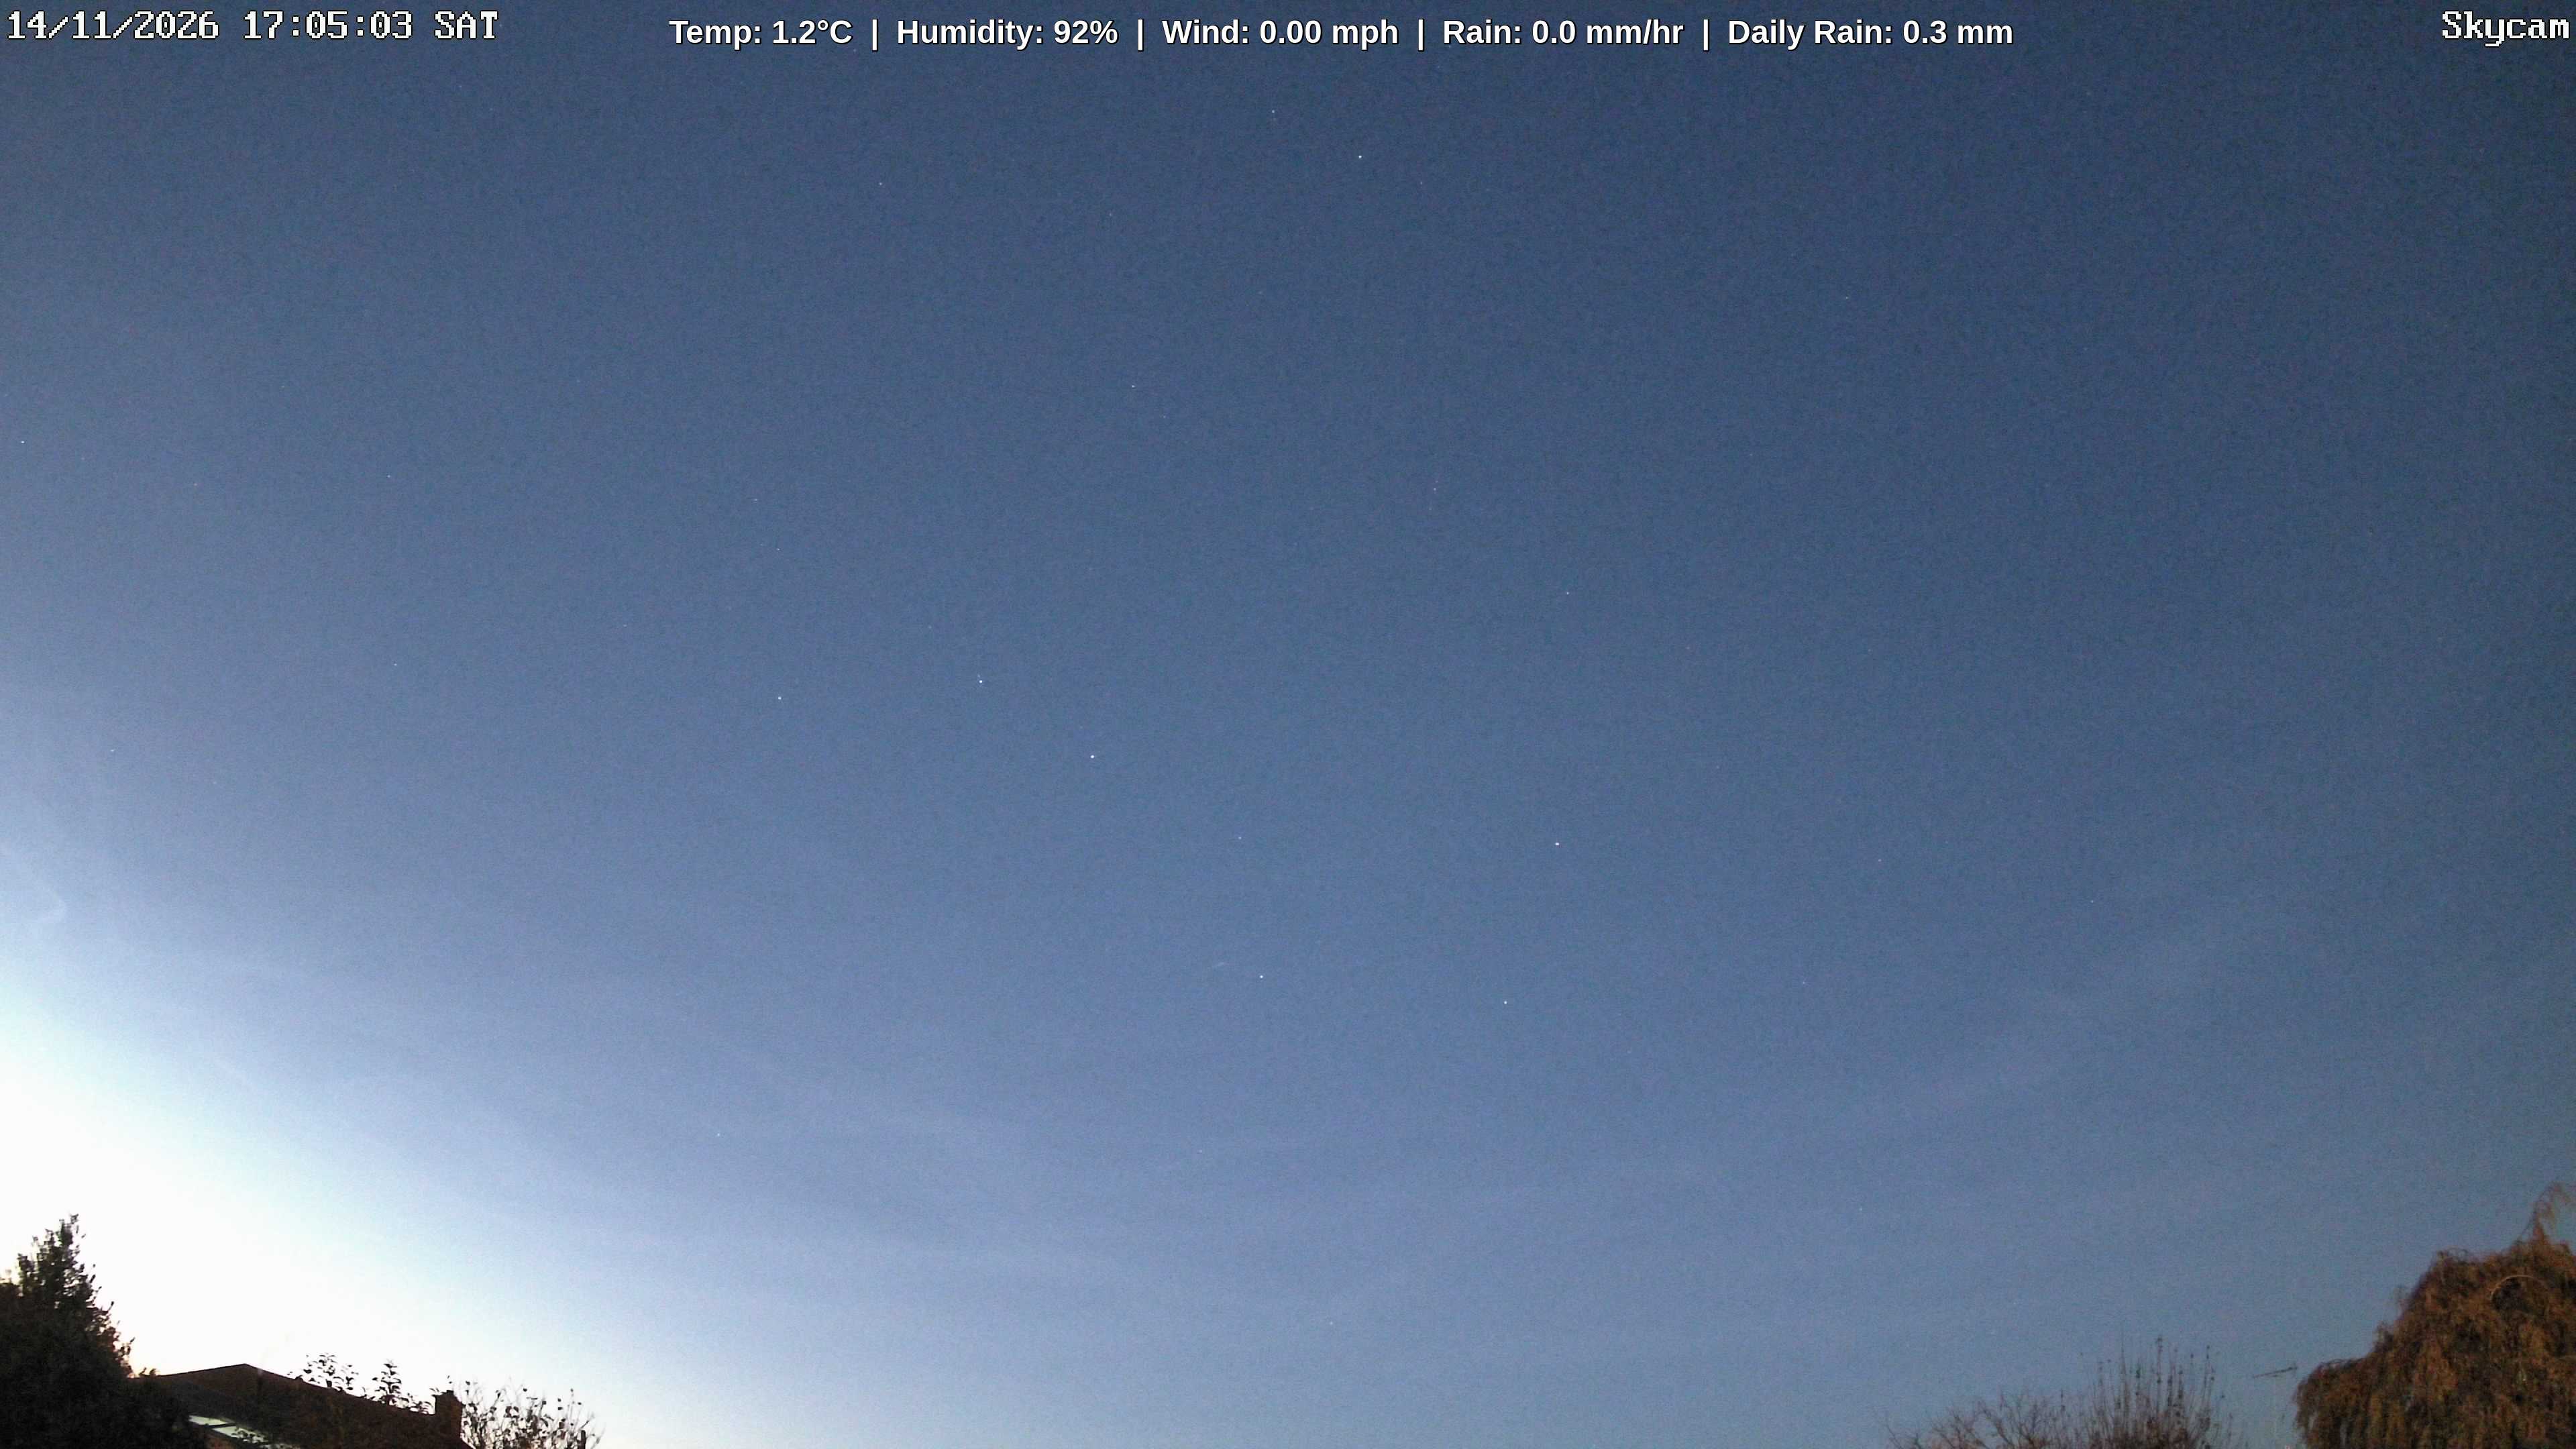 14/11/2026 17:05:03 SAT
Temp: 1.2°C | Humidity: 92% | Wind: 0.00 mph | Rain: 0.0 mm/hr | Daily Rain: 0.3 mm
Skycam